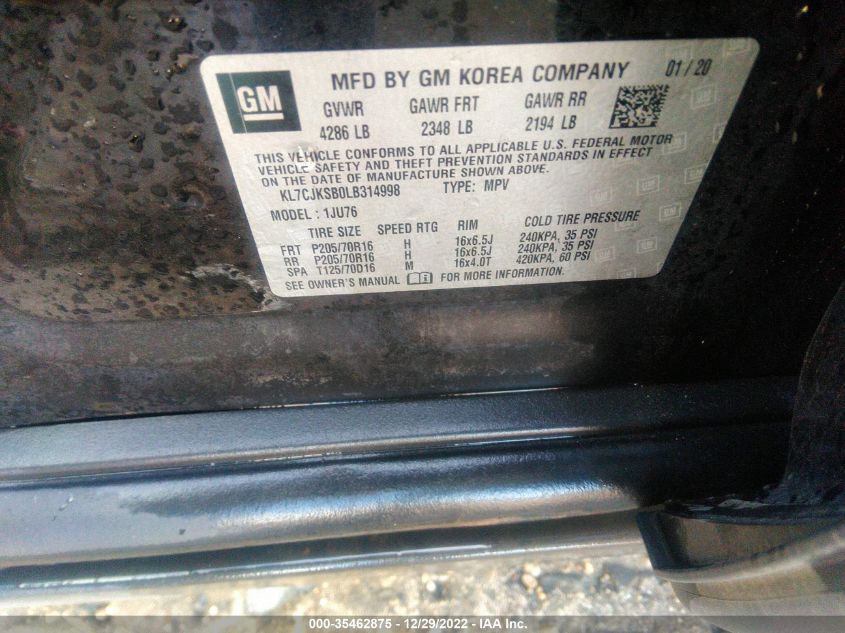 GM
MFD BY GM KOREA COMPANY 01/20
GVWR GAWR FRT GAWR RR
4286 LB 2348 LB 2194 LB
THIS VEHICLE CONFORMS TO ALL APPLICABLE U.S. FEDERAL MOTOR
VEHICLE SAFETY AND THEFT PREVENTION STANDARDS IN EFFECT
ON THE DATE OF MANUFACTURE SHOWN ABOVE.
KL7CJKSB0LB314998 TYPE: MPV
MODEL: 1JU76
TIRE SIZE SPEED RTG RIM COLD TIRE PRESSURE
FRT P205/70R16 H 16x6.5J 240KPA, 35 PSI
RR P205/70R16 H 16x6.5J 240KPA, 35 PSI
SPA T125/70D16 M 16x4.0T 420KPA, 60 PSI
SEE OWNER'S MANUAL FOR MORE INFORMATION.
000-35462875 - 12/29/2022 - IAA Inc.